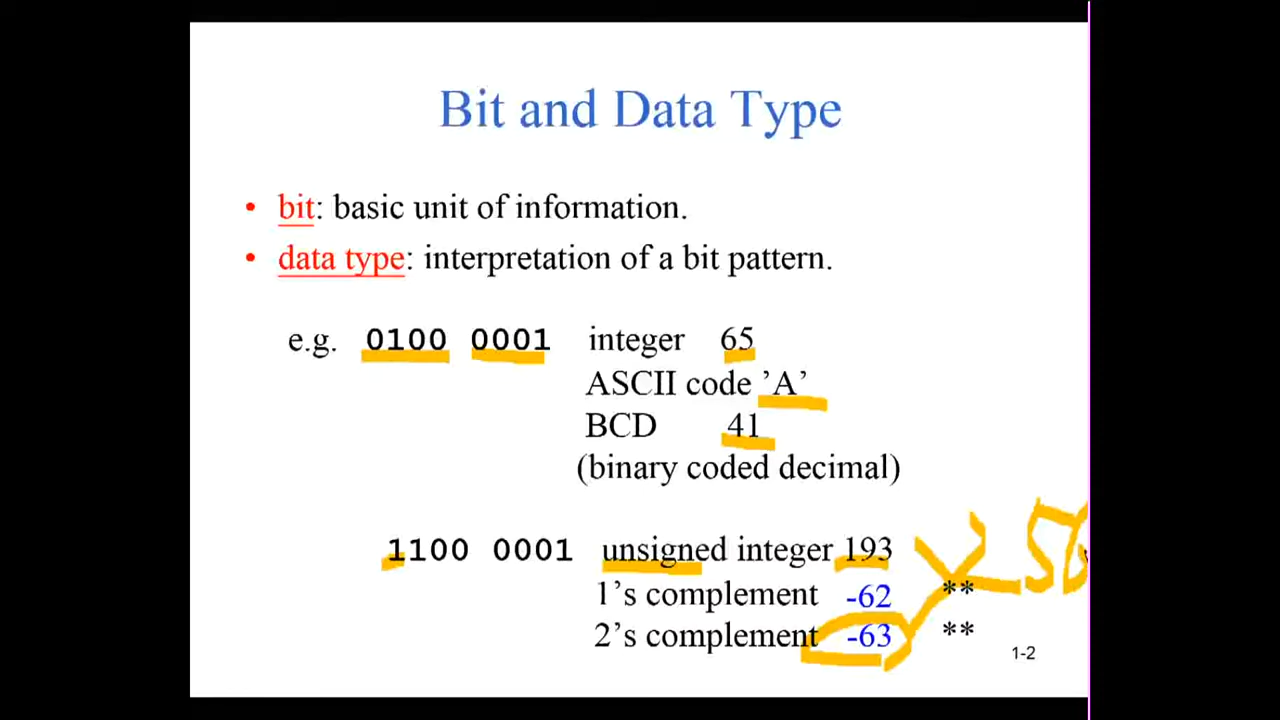 Bit and Data Type
• bit: basic unit of information.
• data type: interpretation of a bit pattern.
e.g. 0100 0001 integer 65
ASCII code ’A’
BCD 41
(binary coded decimal)
1100 0001 unsigned integer 193
1’s complement -62 **
2’s complement -63 **
1-2